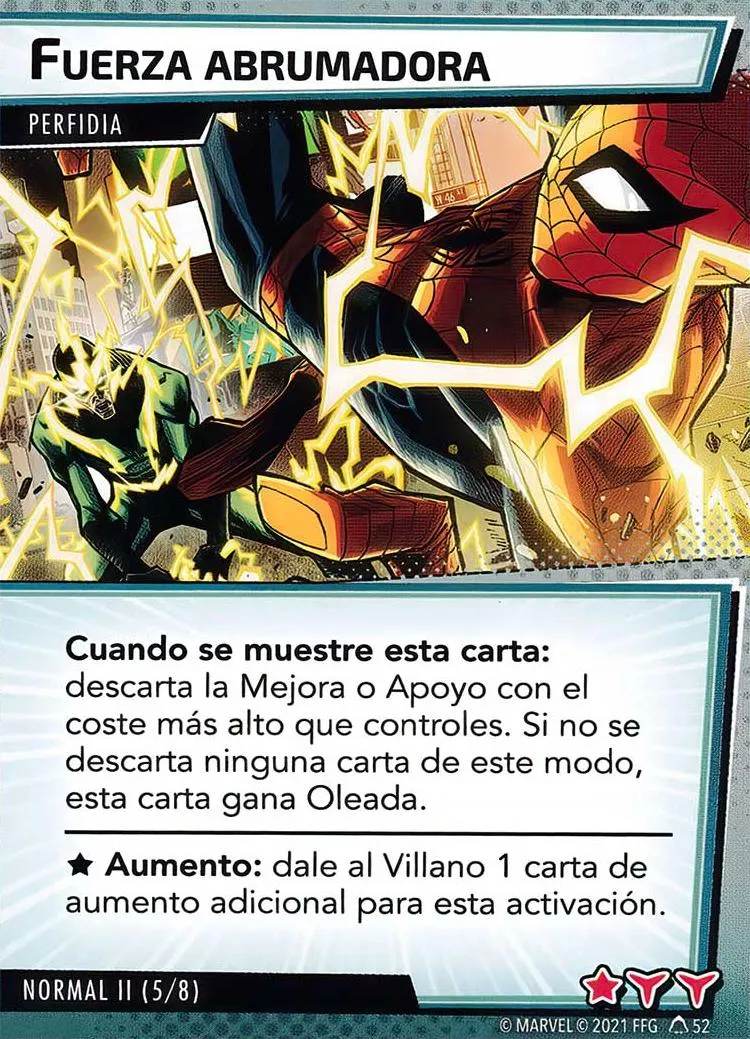 FUERZA ABRUMADORA
PERFIDIA
W 46 ST
Cuando se muestre esta carta:
descarta la Mejora o Apoyo con el
coste más alto que controles. Si no se
descarta ninguna carta de este modo,
esta carta gana Oleada.
★ Aumento: dale al Villano 1 carta de
aumento adicional para esta activación.
NORMAL II (5/8)
© MARVEL © 2021 FFG 52